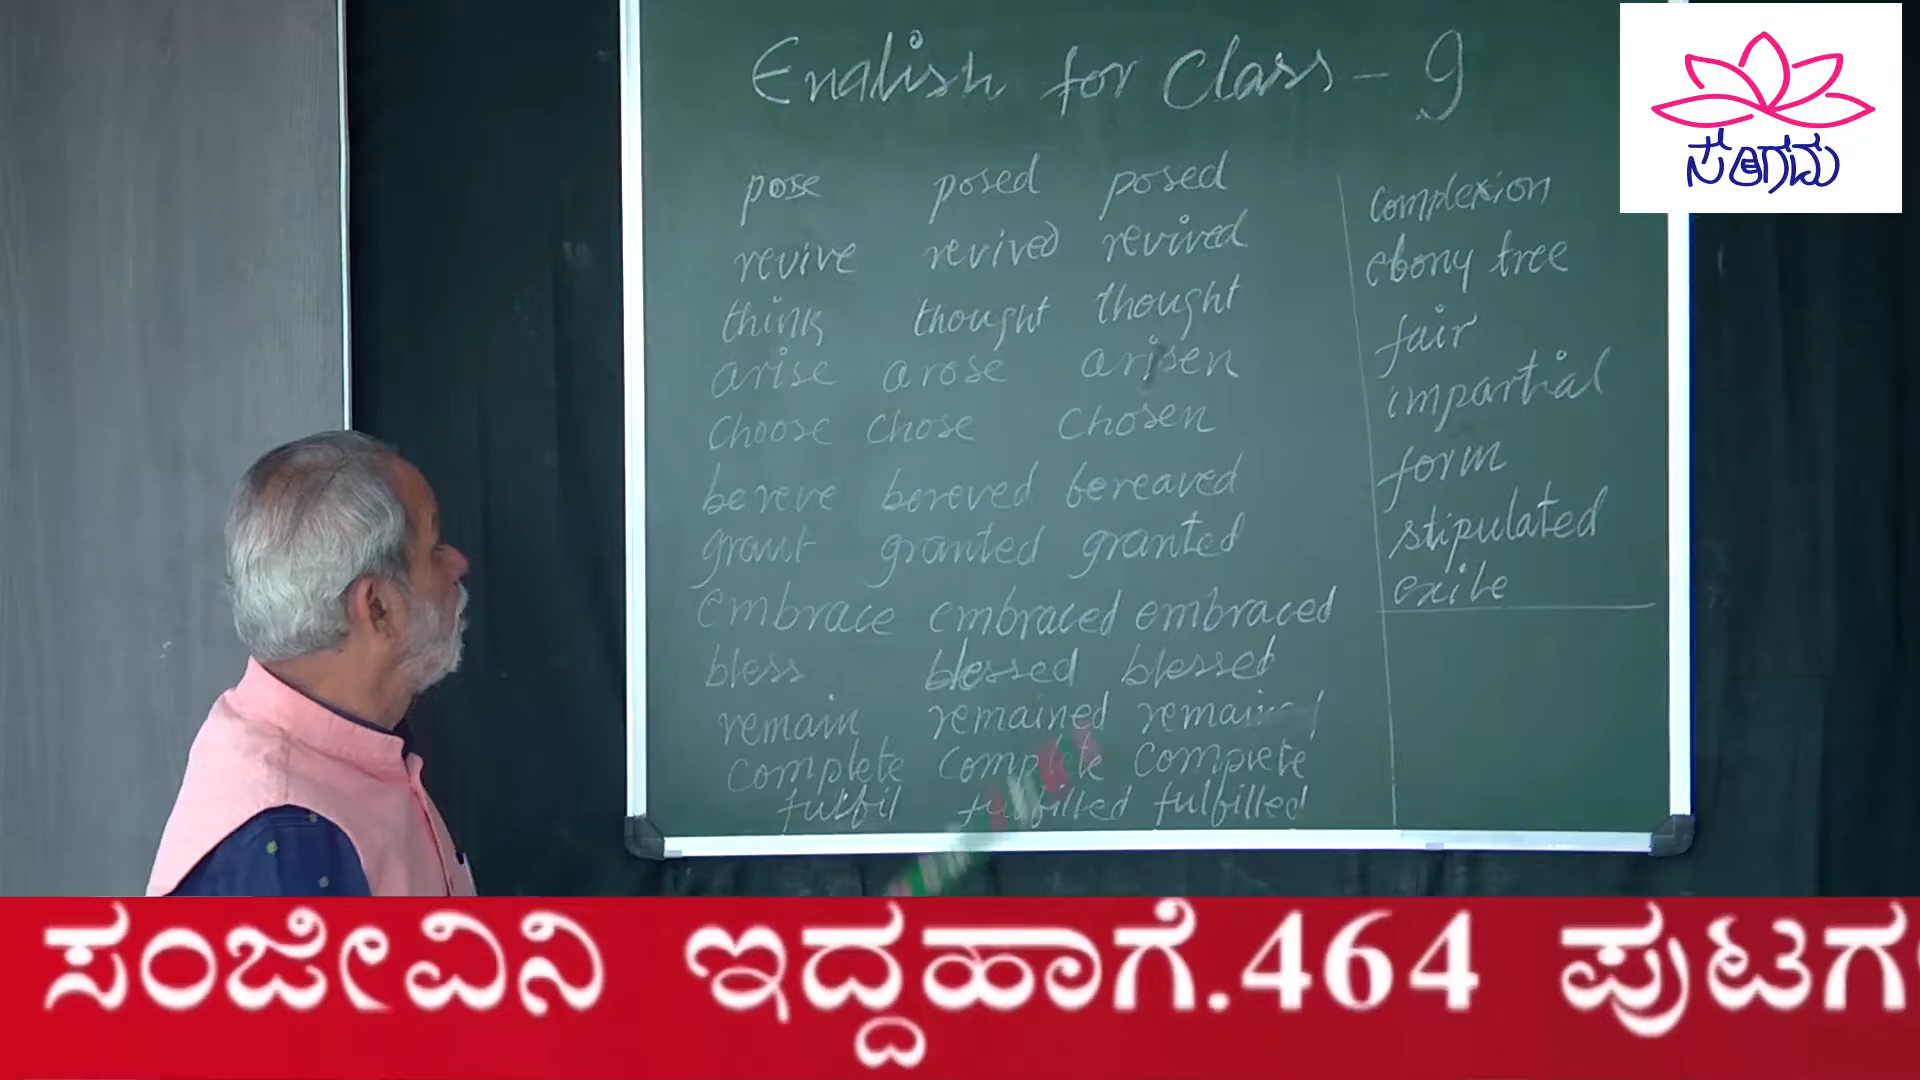 English for Class - 9
pose posed posed
revive revived revived
think thought thought
arise arose arisen
choose chose chosen
bereve bereved bereaved
grant granted granted
embrace embraced embraced
bless blessed blessed
remain remained
complete complete complete
fulfil fulfilled fulfilled
complexion
ebony tree
fair
impartial
form
stipulated
exile
ಸಂಗಮ
ಸಂಜೀವಿನಿ ಇದ್ದಹಾಗೆ.464 ಪುಟಗ